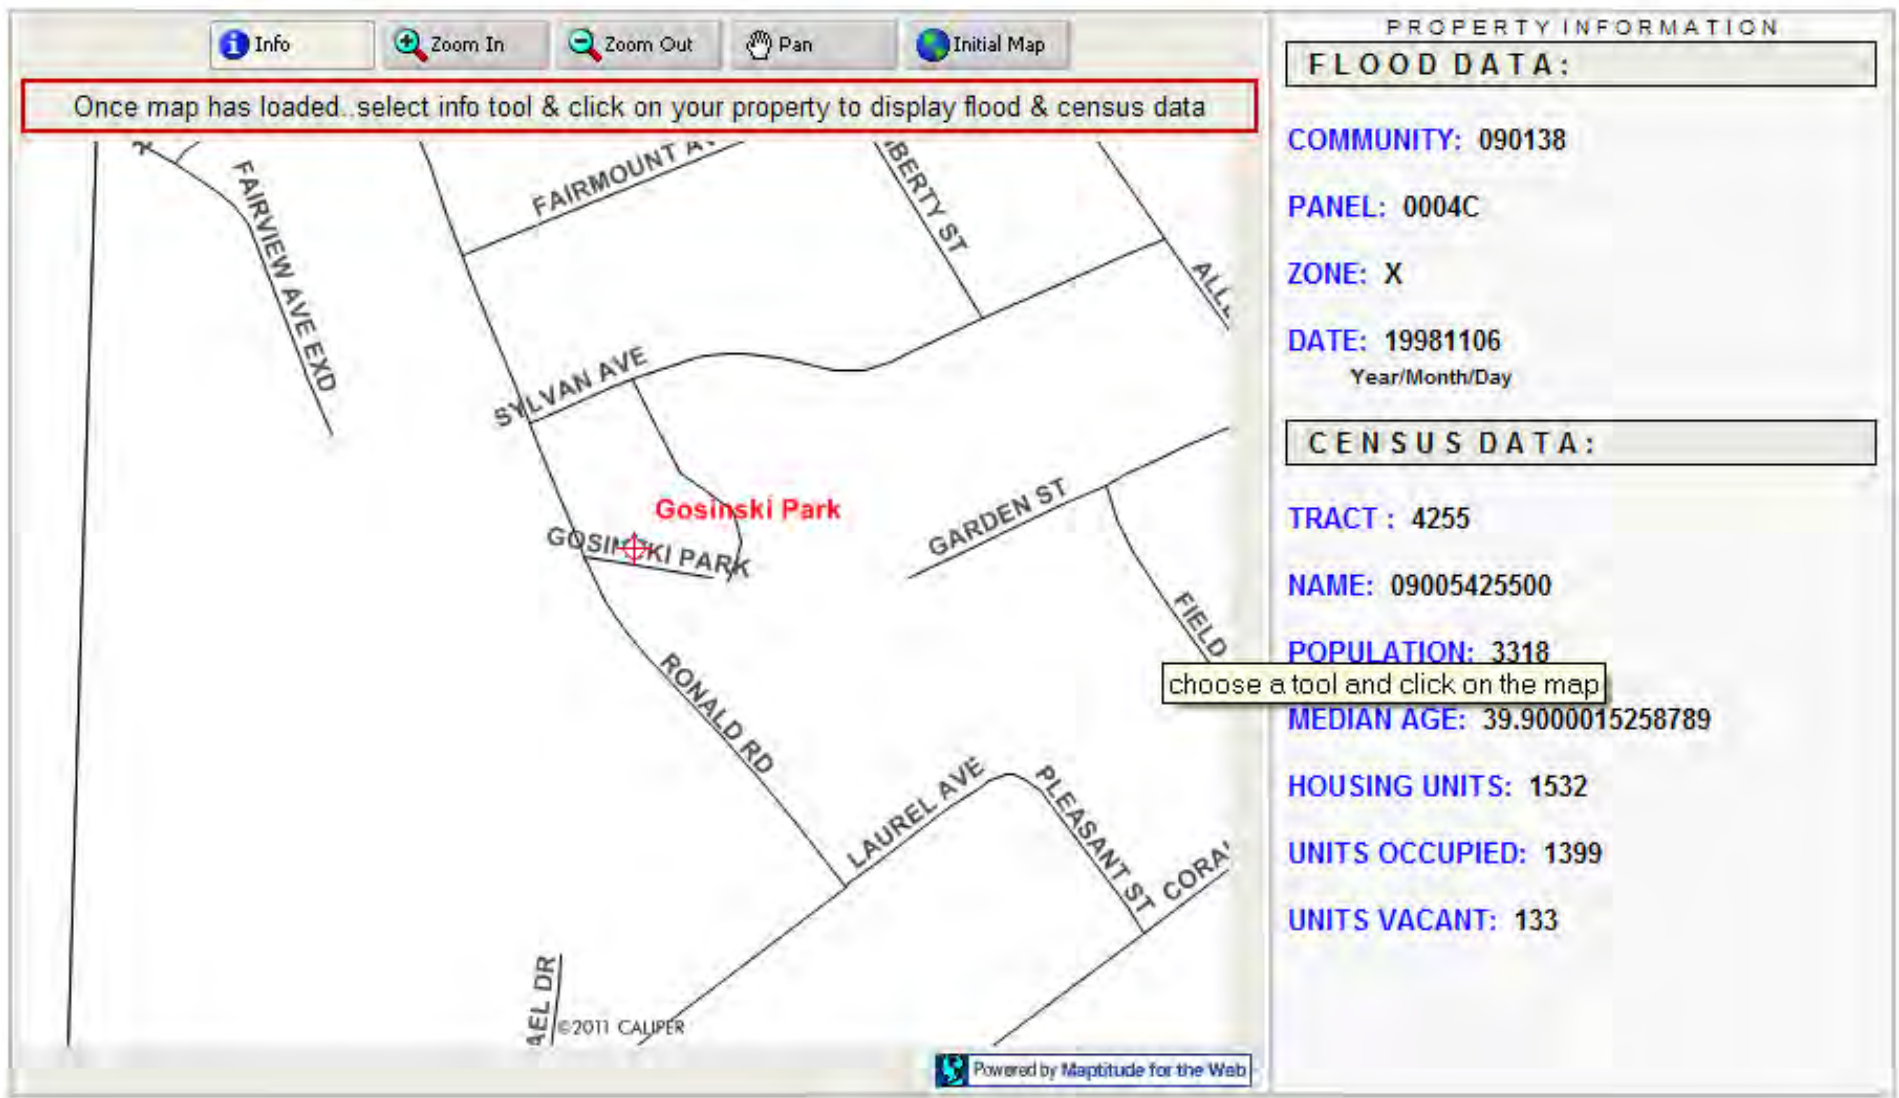 Info
Zoom In
Zoom Out
Pan
Initial Map
Once map has loaded..select info tool & click on your property to display flood & census data
FAIRVIEW AVE EXD
FAIRMOUNT
BERTY ST
ALL
SYLVAN AVE
Gosinski Park
GOSINSKI PARK
GARDEN ST
FIELD
RONALD RD
LAUREL AVE
PLEASANT ST
CORA
AEL DR
©2011 CALIPER
Powered by Maptitude for the Web
PROPERTY INFORMATION
FLOOD DATA:
COMMUNITY: 090138
PANEL: 0004C
ZONE: X
DATE: 19981106
Year/Month/Day
CENSUS DATA:
TRACT : 4255
NAME: 09005425500
POPULATION: 3318
choose a tool and click on the map
MEDIAN AGE: 39.9000015258789
HOUSING UNITS: 1532
UNITS OCCUPIED: 1399
UNITS VACANT: 133